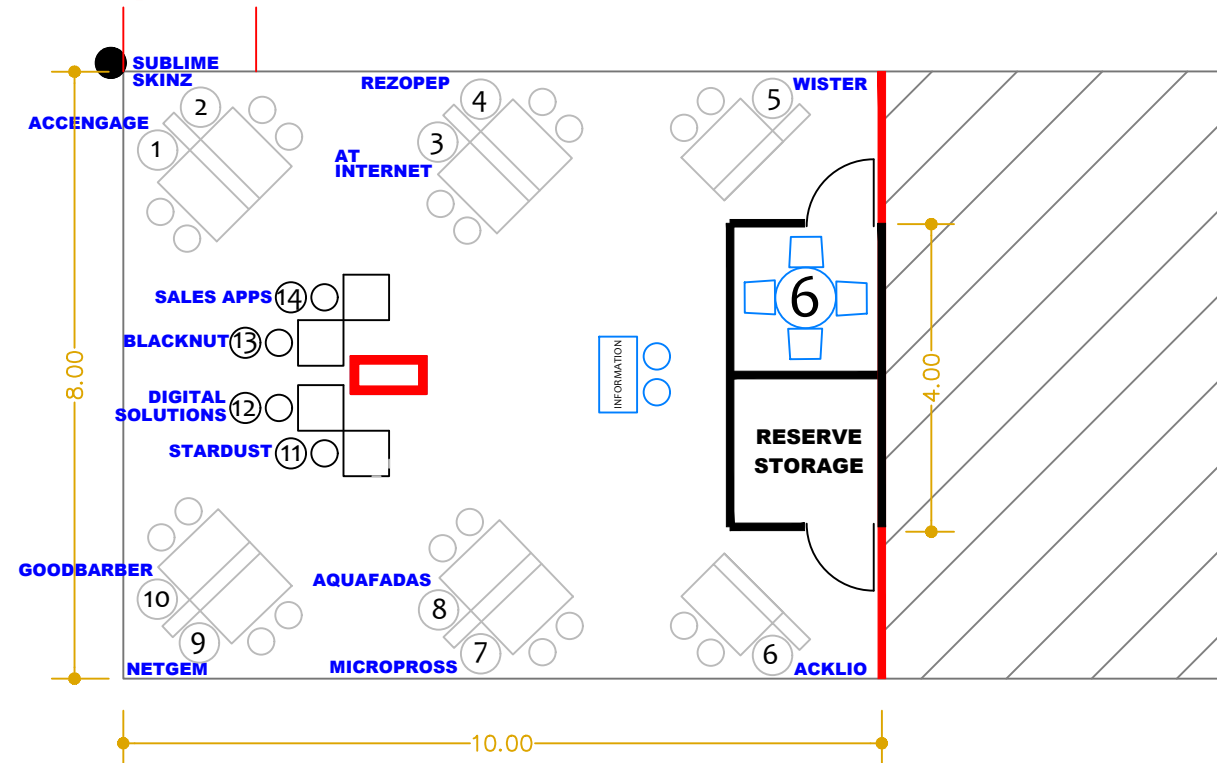 SUBLIME
SKINZ
REZOPEP
WISTER
2
4
5
ACCENGAGE
1
3
AT
INTERNET
SALES APPS
14
6
BLACKNUT
13
INFORMATION
8.00
4.00
DIGITAL
SOLUTIONS
12
STARDUST
11
RESERVE
STORAGE
GOODBARBER
10
9
NETGEM
AQUAFADAS
8
7
MICROPROSS
6
ACKLIO
10.00